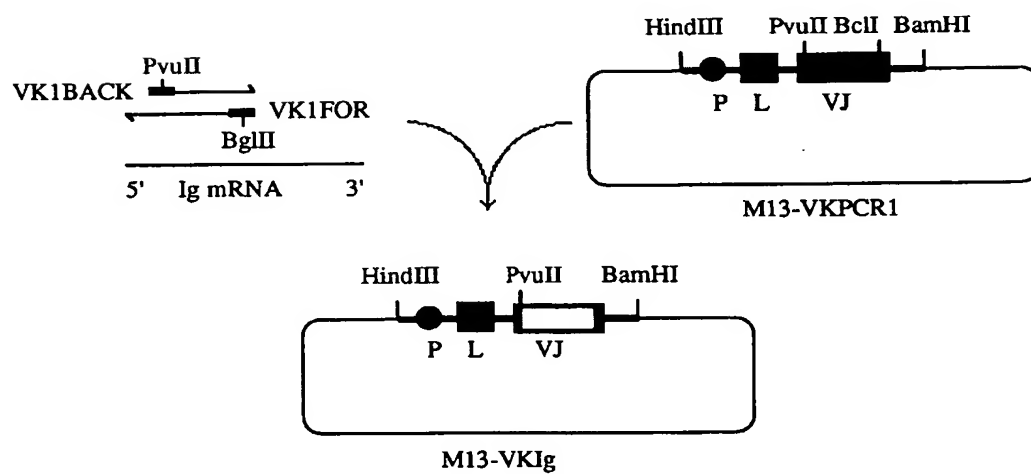 HindIII PvuII BclI BamHI
P L VJ
M13-VKPCR1
PvuII
VK1BACK
VK1FOR
BglII
5' Ig mRNA 3'
HindIII PvuII BamHI
P L VJ
M13-VKIg